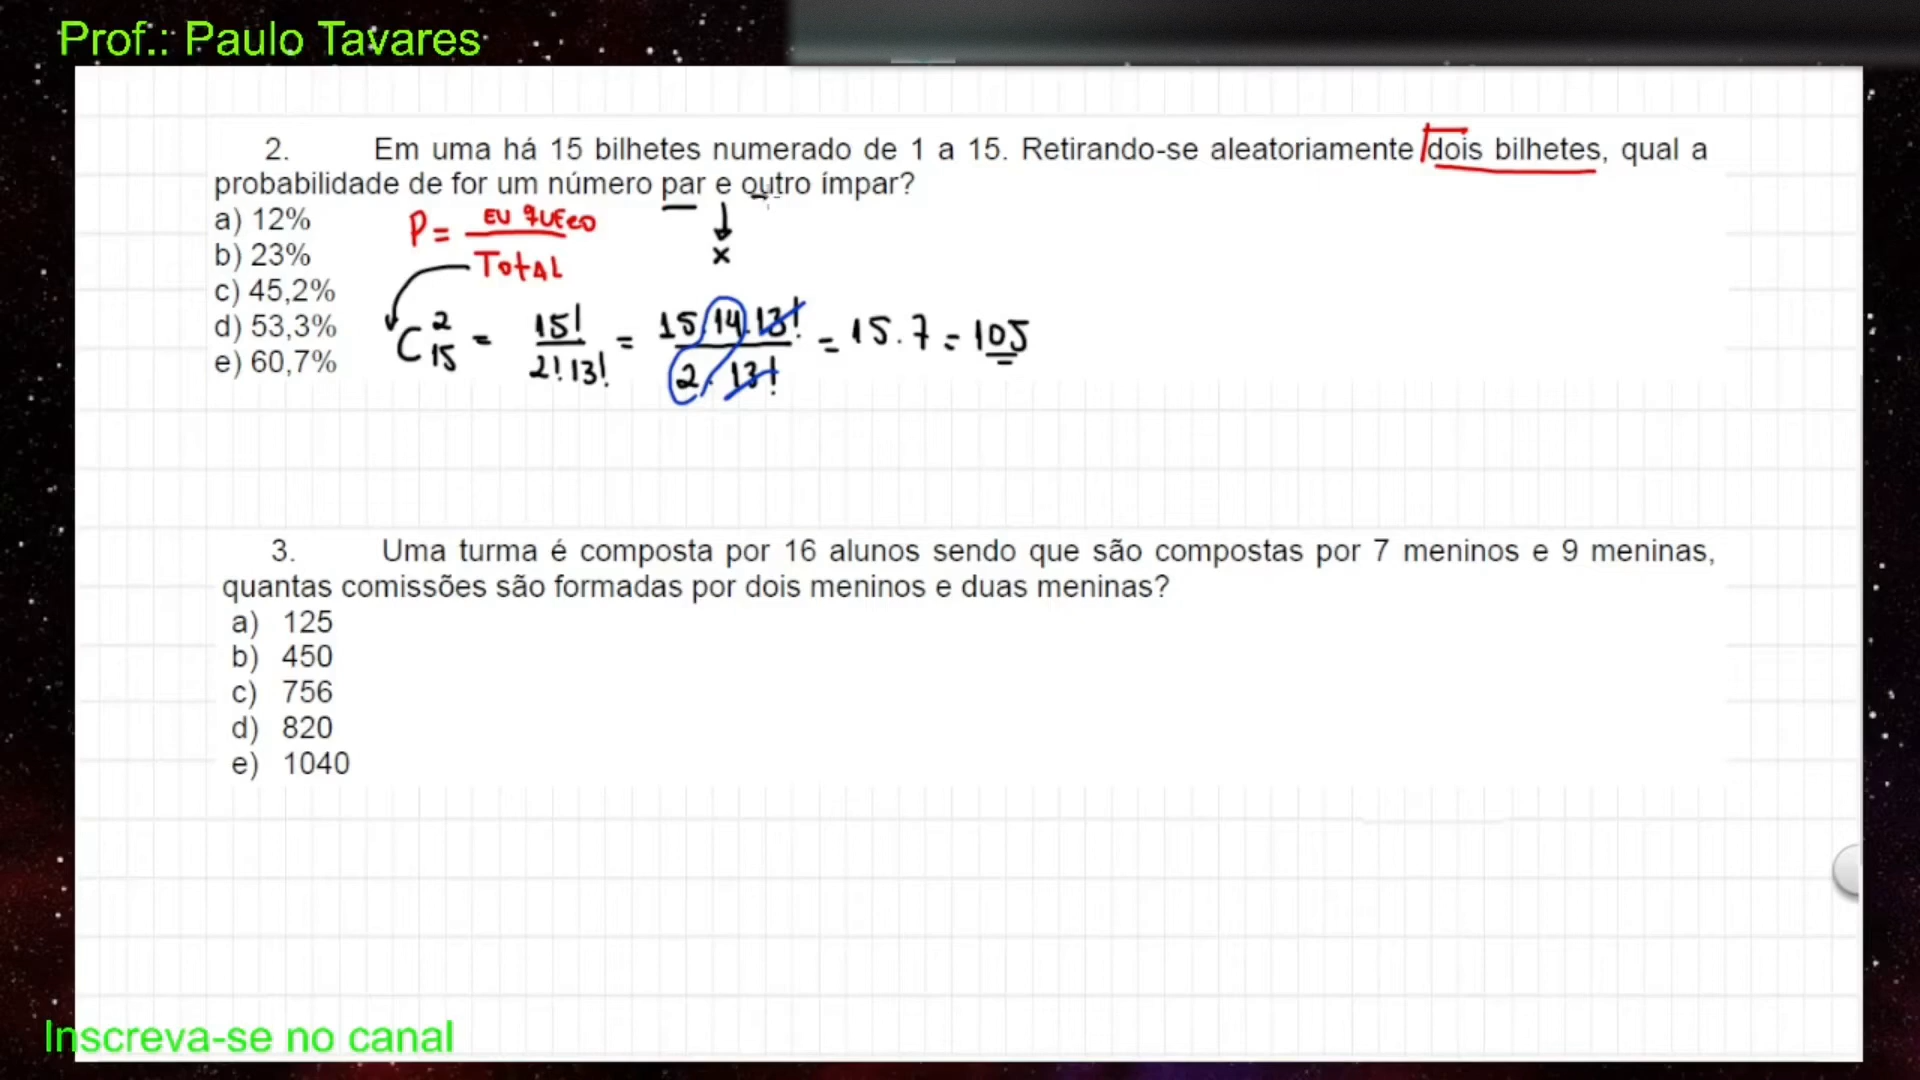 Prof.: Paulo Tavares
2. Em uma há 15 bilhetes numerado de 1 a 15. Retirando-se aleatoriamente dois bilhetes, qual a
probabilidade de for um número par e outro ímpar?
a) 12%
b) 23%
c) 45,2%
d) 53,3%
e) 60,7%
P = EU QUERO
TOTAL
x
C 2 15 = 15! / 2! 13! = 15.14.13! / 2.13! = 15.7 = 105
3. Uma turma é composta por 16 alunos sendo que são compostas por 7 meninos e 9 meninas,
quantas comissões são formadas por dois meninos e duas meninas?
a) 125
b) 450
c) 756
d) 820
e) 1040
Inscreva-se no canal